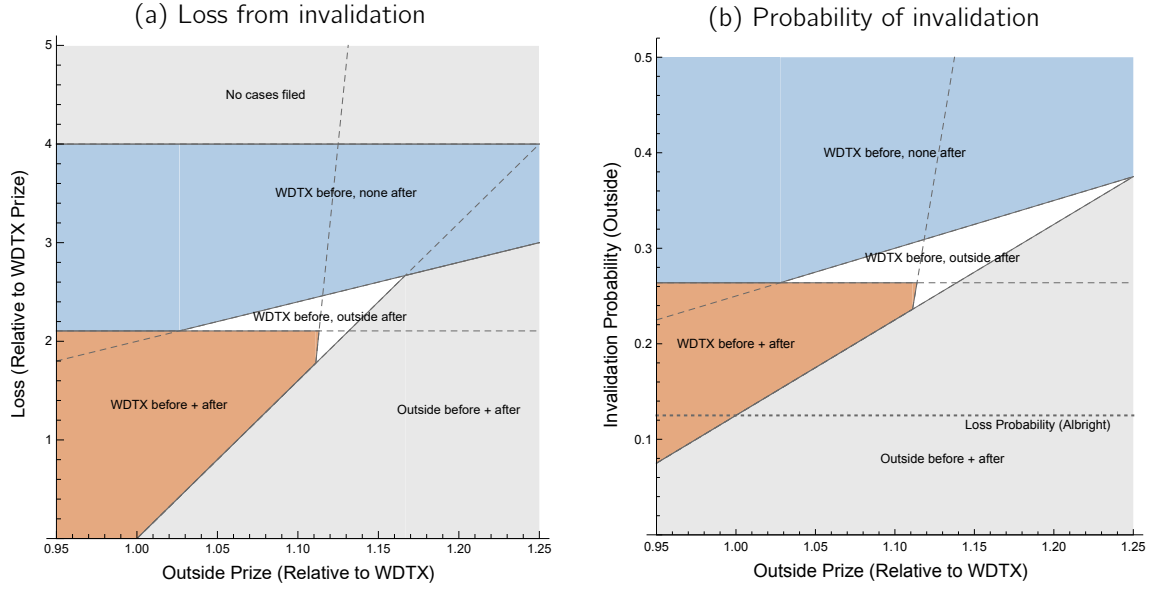 (a) Loss from invalidation
5
4
3
2
1
0.95 1.00 1.05 1.10 1.15 1.20 1.25
Loss (Relative to WDTX Prize)
Outside Prize (Relative to WDTX)
No cases filed
WDTX before, none after
WDTX before, outside after
WDTX before + after
Outside before + after
(b) Probability of invalidation
0.5
0.4
0.3
0.2
0.1
0.95 1.00 1.05 1.10 1.15 1.20 1.25
Invalidation Probability (Outside)
Outside Prize (Relative to WDTX)
WDTX before, none after
WDTX before, outside after
WDTX before + after
Loss Probability (Albright)
Outside before + after